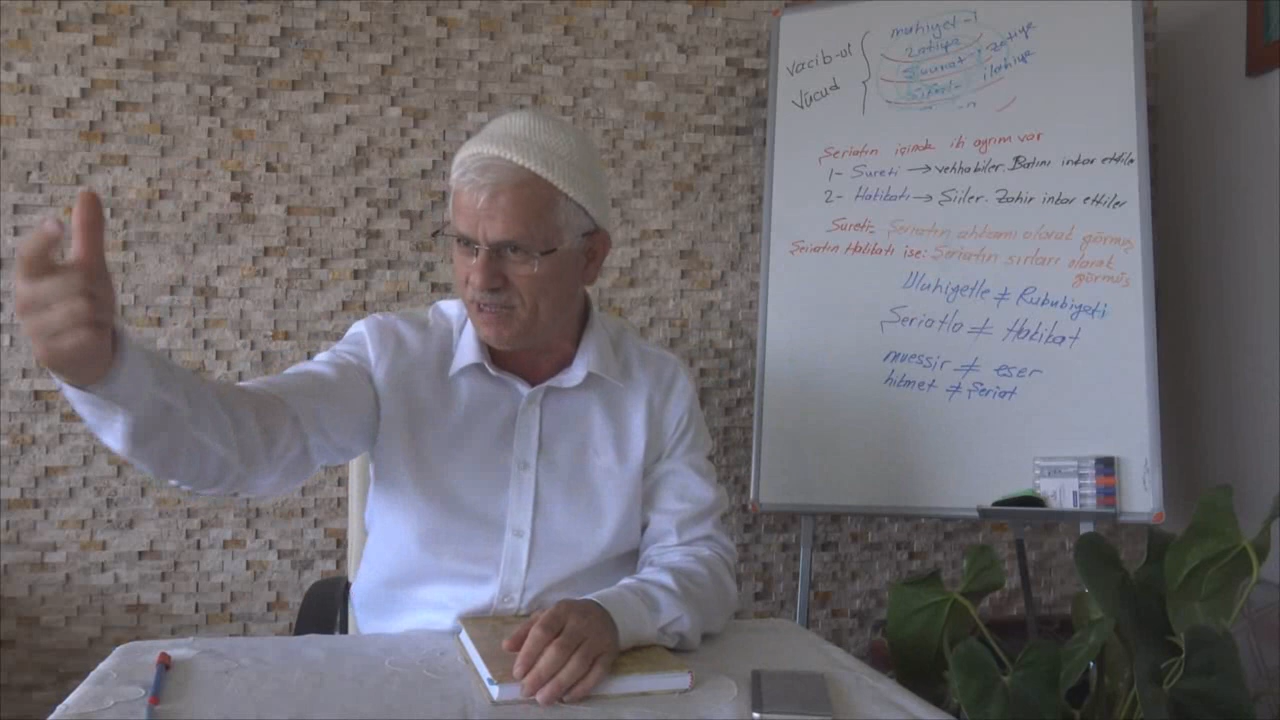 vacib-ul
Vücud
mahiyet-i
Zatiye
Şuunat-ı zatiye
Sıfat-ı ilahiye
Şeriatın içinde iki ayrım var
1- Sureti → vehhabiler. Batını inkar ettiler
2- Hakikatı → Şiiler. Zahir inkar ettiler
Sureti= Şeriatın ahkamı olarak görmüş
Şeriatın Hakikatı ise: Şeriatın sırları olarak
görmüş
Uluhiyetle ≠ Rububiyeti
Şeriatla ≠ Hakikat
muessir ≠ eser
hikmet ≠ Şeriat